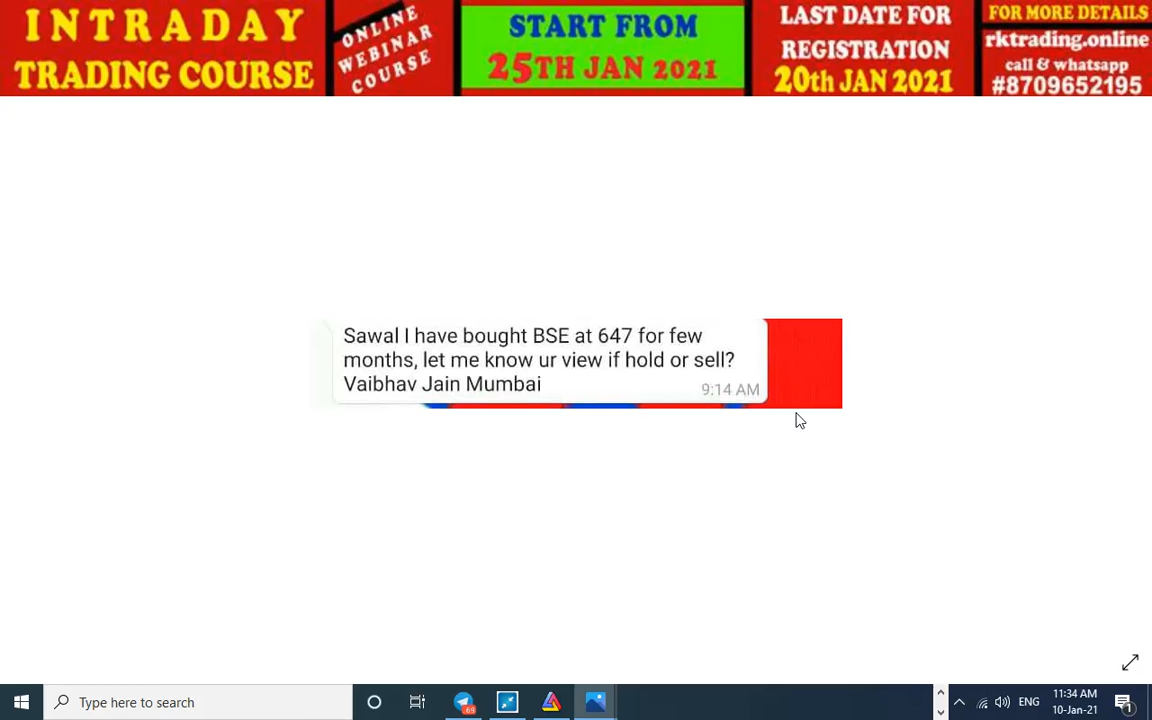 INTRADAY
TRADING COURSE
ONLINE
WEBINAR
COURSE
START FROM
25TH JAN 2021
LAST DATE FOR
REGISTRATION
20th JAN 2021
FOR MORE DETAILS
rktrading.online
call & whatsapp
#8709652195
Sawal I have bought BSE at 647 for few
months, let me know ur view if hold or sell?
Vaibhav Jain Mumbai
9:14 AM
Type here to search
69
ENG
11:34 AM
10-Jan-21
1